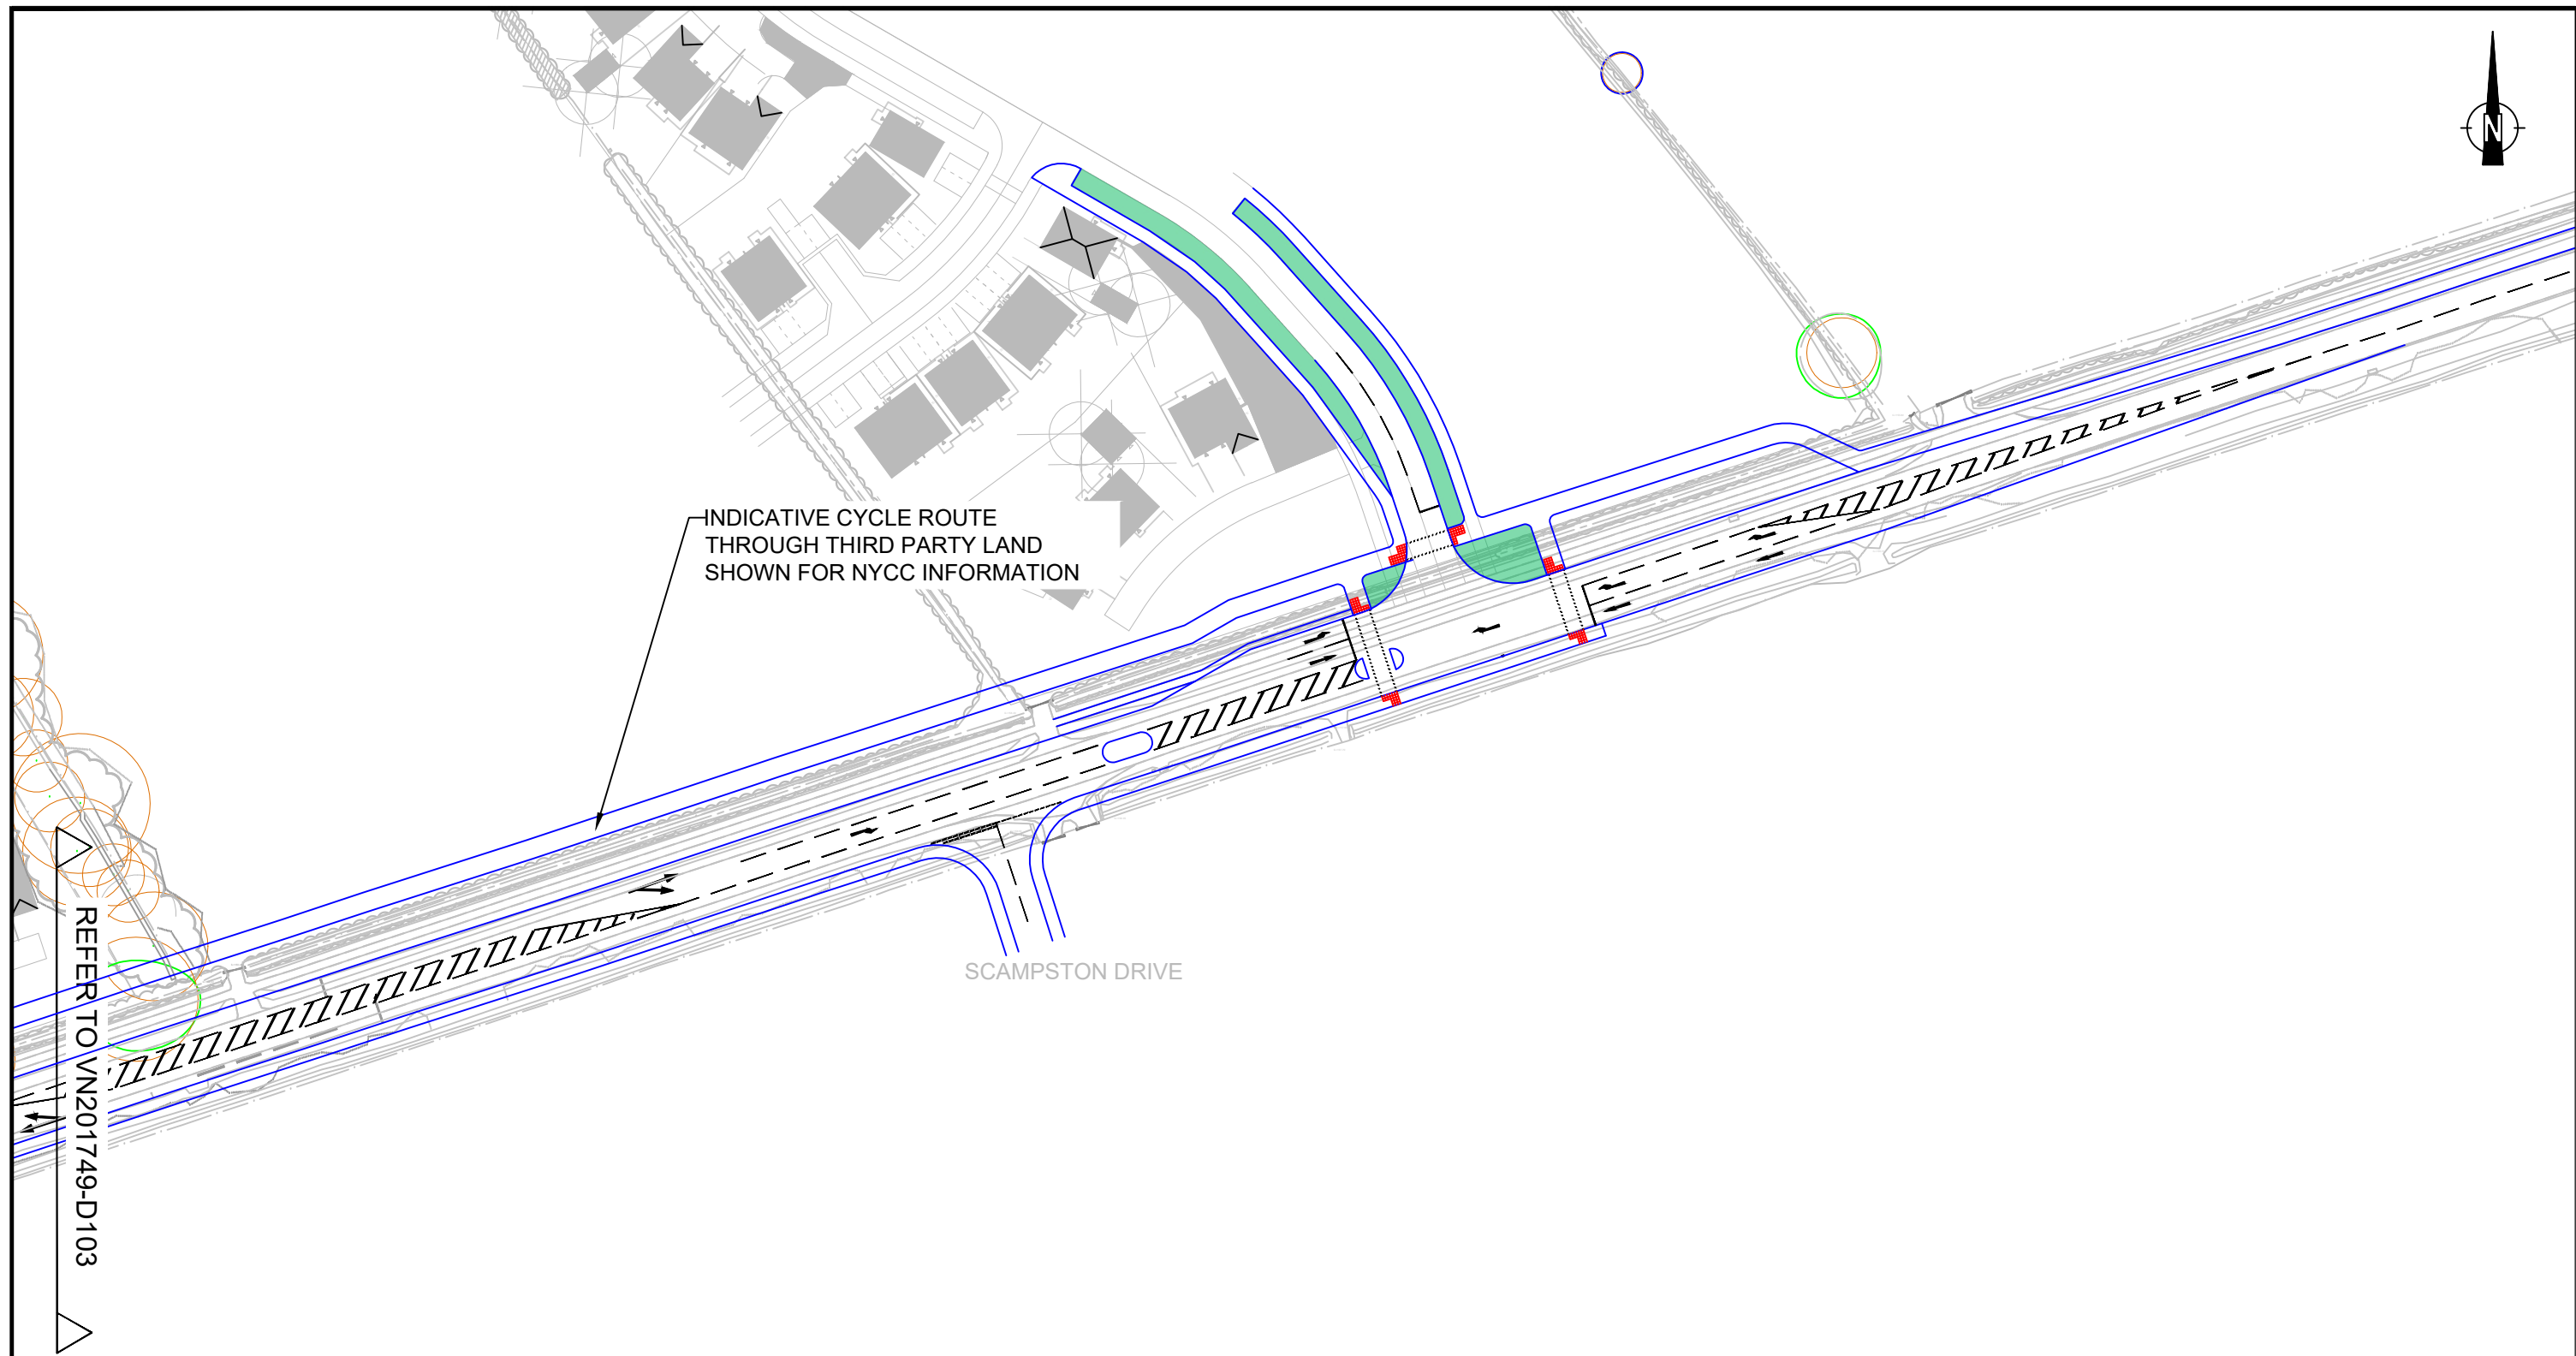 N
INDICATIVE CYCLE ROUTE
THROUGH THIRD PARTY LAND
SHOWN FOR NYCC INFORMATION
SCAMPSTON DRIVE
REFER TO VN201749-D103